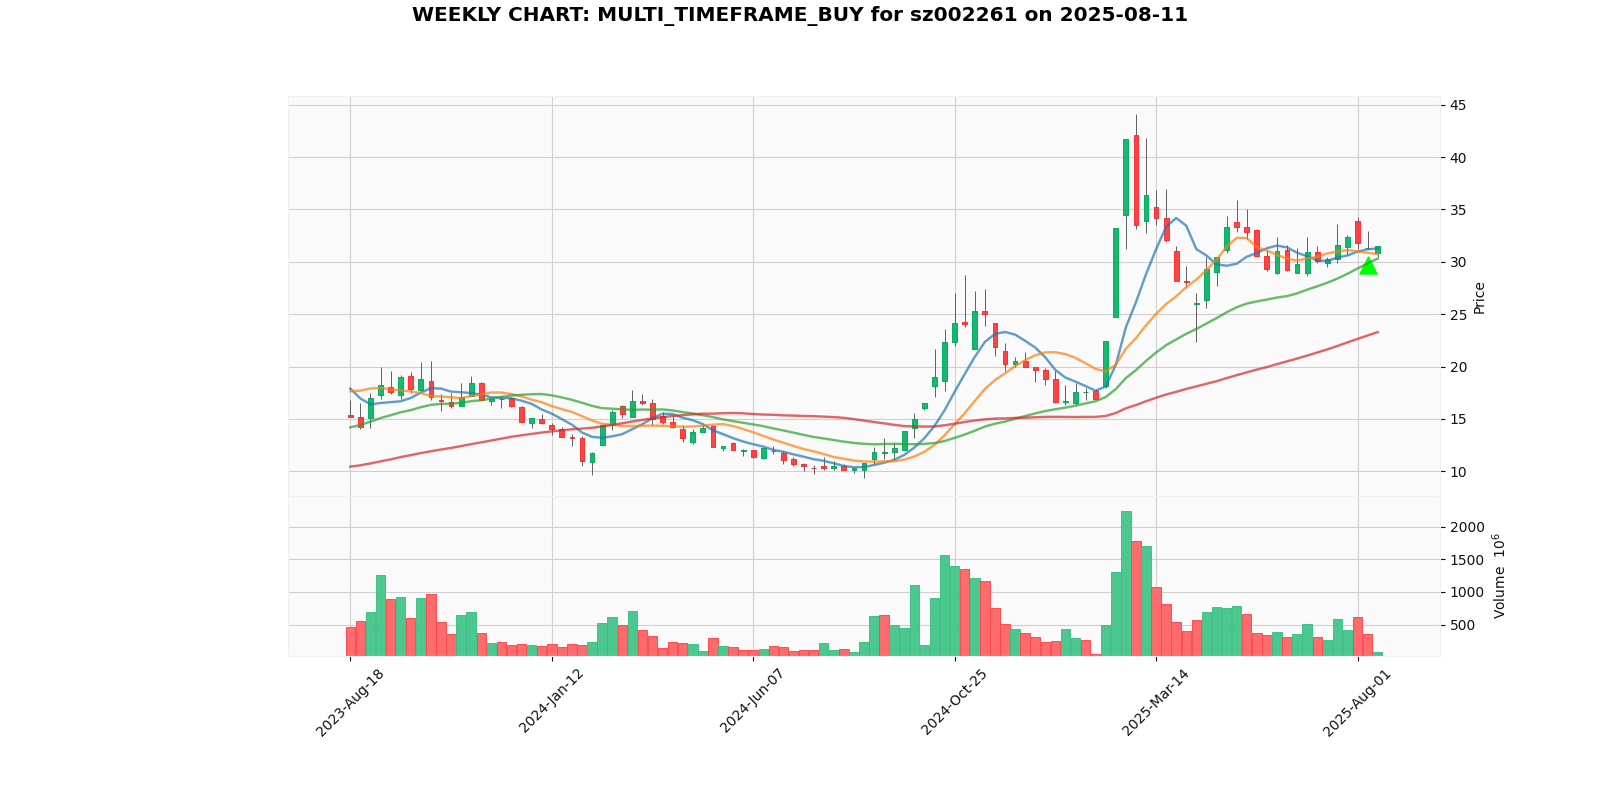 WEEKLY CHART: MULTI_TIMEFRAME_BUY for sz002261 on 2025-08-11
45
40
35
30
25
20
15
10
Price
2000
1500
1000
500
Volume 10⁶
2023-Aug-18
2024-Jan-12
2024-Jun-07
2024-Oct-25
2025-Mar-14
2025-Aug-01